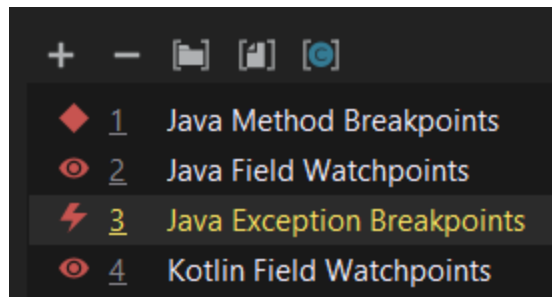 1 Java Method Breakpoints
2 Java Field Watchpoints
3 Java Exception Breakpoints
4 Kotlin Field Watchpoints